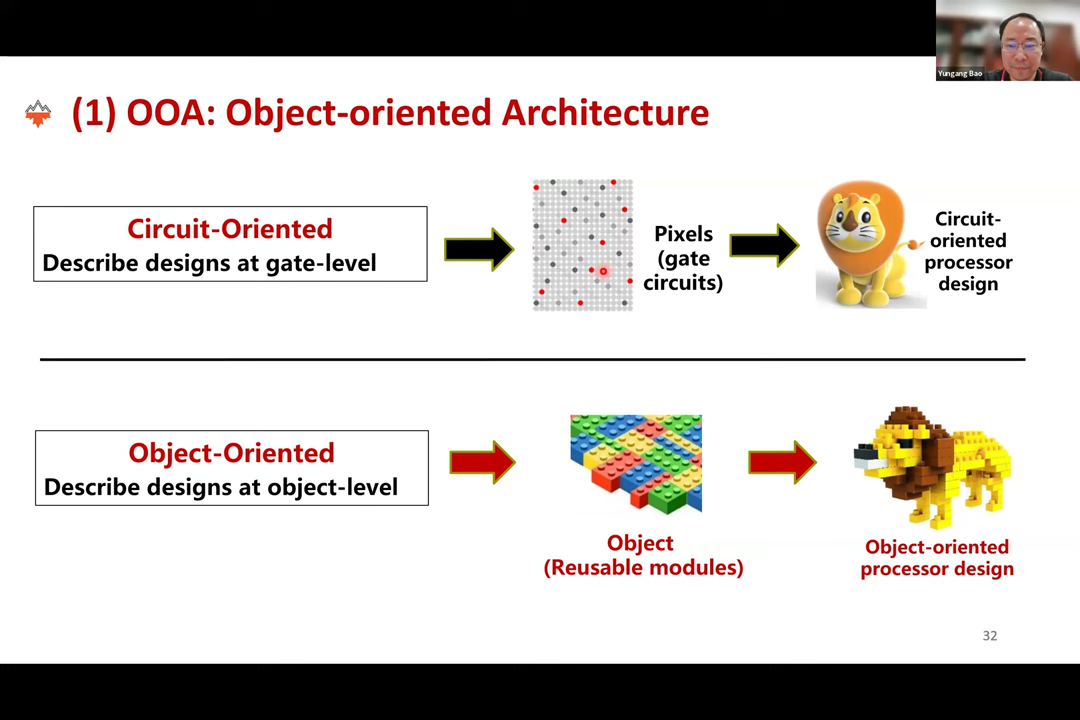 Yungang Bao
(1) OOA: Object-oriented Architecture
Circuit-Oriented
Describe designs at gate-level
Pixels
(gate
circuits)
Circuit-
oriented
processor
design
Object-Oriented
Describe designs at object-level
Object
(Reusable modules)
Object-oriented
processor design
32